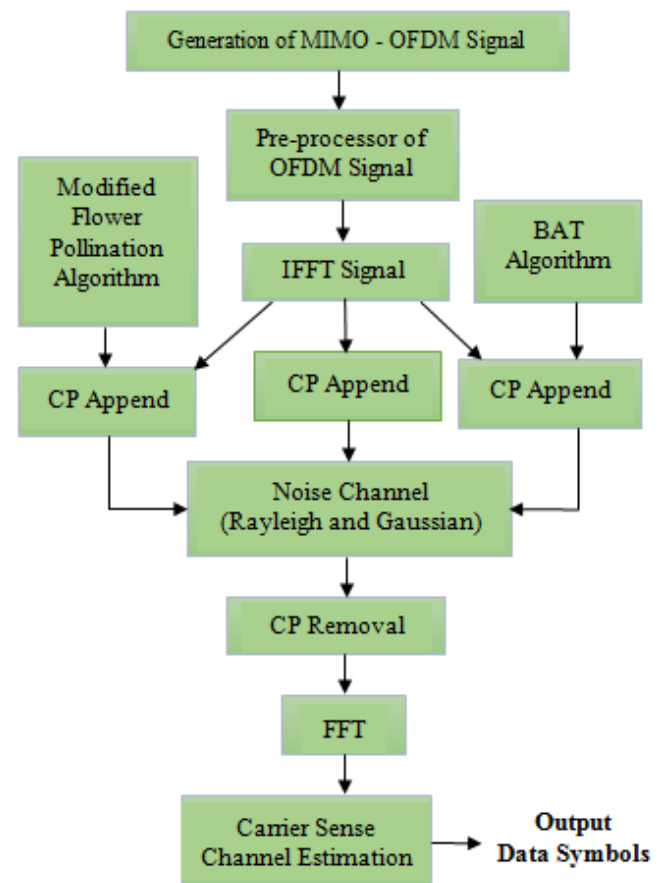 Generation of MIMO - OFDM Signal
Pre-processor of
OFDM Signal
Modified
Flower
Pollination
Algorithm
BAT
Algorithm
IFFT Signal
CP Append
CP Append
CP Append
Noise Channel
(Rayleigh and Gaussian)
CP Removal
FFT
Carrier Sense
Channel Estimation
Output
Data Symbols